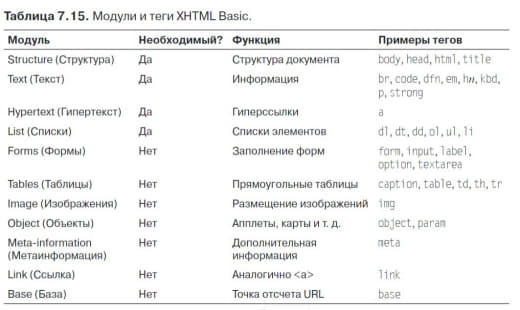 Таблица 7.15. Модули и теги XHTML Basic.
Модуль Необходимый? Функция Примеры тегов
Structure (Структура) Да Структура документа body, head, html, title
Text (Текст) Да Информация br, code, dfn, em, hn, kbd,
p, strong
Hypertext (Гипертекст) Да Гиперссылки a
List (Списки) Да Списки элементов dl, dt, dd, ol, ul, li
Forms (Формы) Нет Заполнение форм form, input, label,
option, textarea
Tables (Таблицы) Нет Прямоугольные таблицы caption, table, td, th, tr
Image (Изображения) Нет Размещение изображений img
Object (Объекты) Нет Апплеты, карты и т. д. object, param
Meta-information Нет Дополнительная meta
(Метаинформация) информация
Link (Ссылка) Нет Аналогично <a> link
Base (База) Нет Точка отсчета URL base